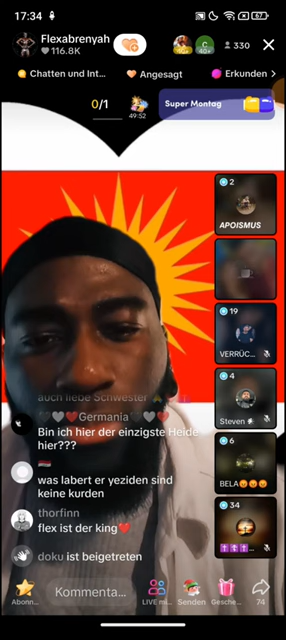 17:34
67
Flexabrenyah
116.8K
40+
330
Chatten und Int...
Angesagt
Erkunden >
0/1
49:52
Super Montag
2
APOISMUS
19
VERRÜC...
4
Steven
6
BELA
34
auch liebe Schwester
Germania
Bin ich hier der einzigste Heide
hier???
was labert er yeziden sind
keine kurden
thorfinn
flex ist der king
doku ist beigetreten
Abonn...
Kommenta...
LIVE mi...
Senden
Gesche...
74